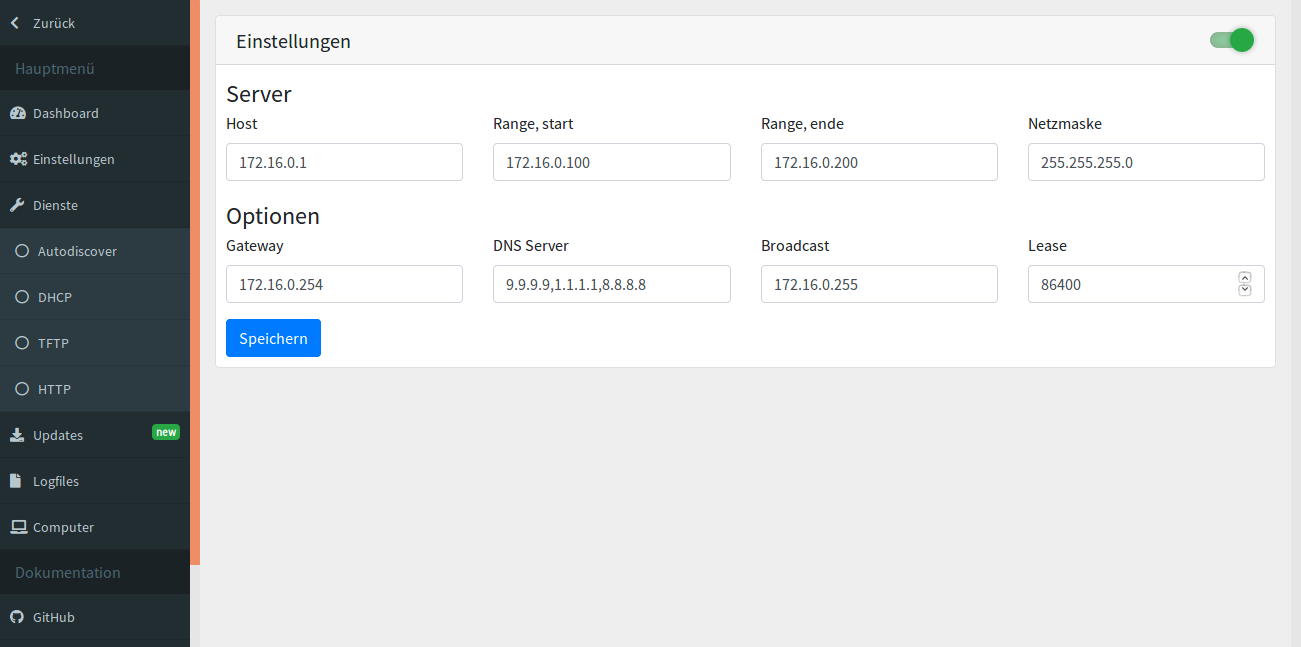 Zurück
Hauptmenü
Dashboard
Einstellungen
Dienste
Autodiscover
DHCP
TFTP
HTTP
Updates new
Logfiles
Computer
Dokumentation
GitHub
Einstellungen
Server
Host Range, start Range, ende Netzmaske
172.16.0.1 172.16.0.100 172.16.0.200 255.255.255.0
Optionen
Gateway DNS Server Broadcast Lease
172.16.0.254 9.9.9.9,1.1.1.1,8.8.8.8 172.16.0.255 86400
Speichern